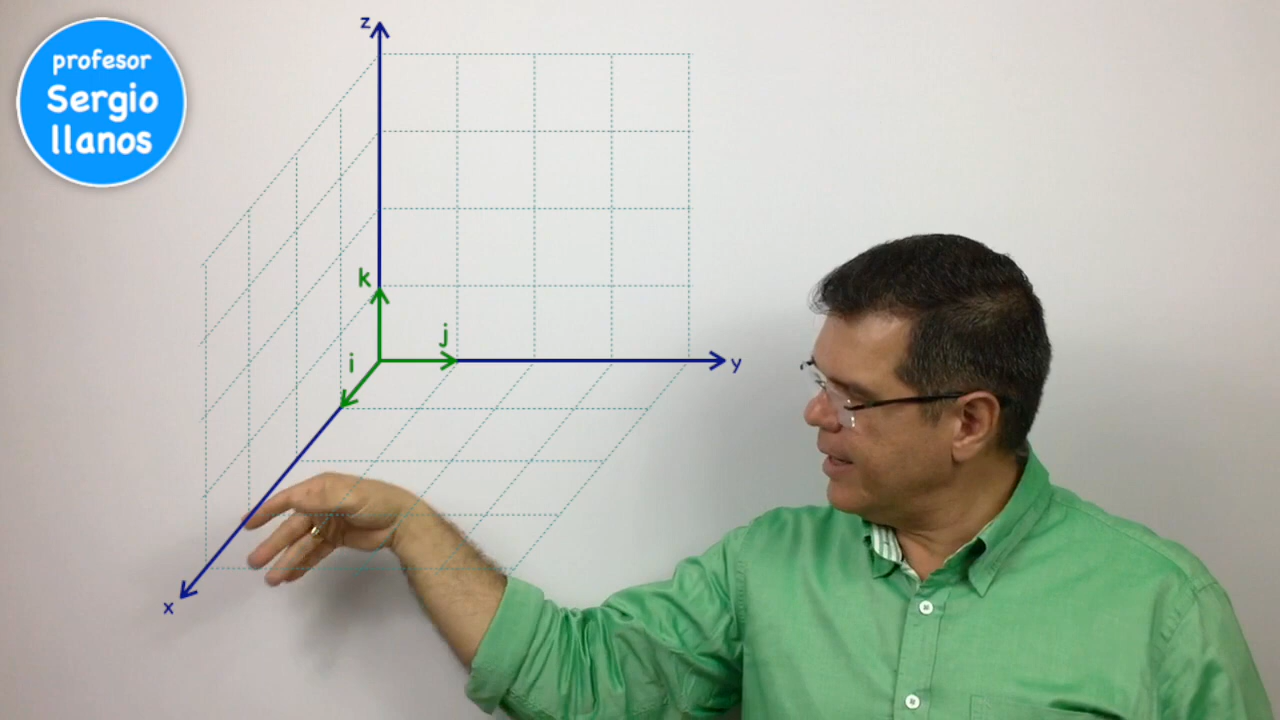 profesor
Sergio
llanos
z
k
j
i
y
x